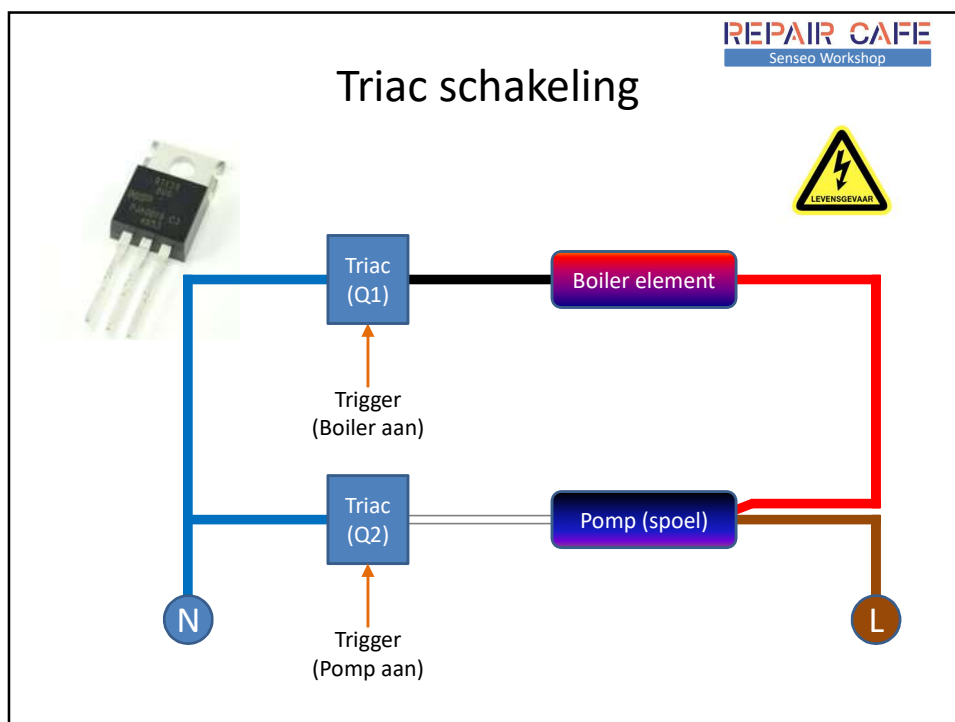 REPAIR CAFE
Senseo Workshop
Triac schakeling
LEVENSGEVAAR
Triac
(Q1)
Boiler element
Trigger
(Boiler aan)
Triac
(Q2)
Pomp (spoel)
N
L
Trigger
(Pomp aan)